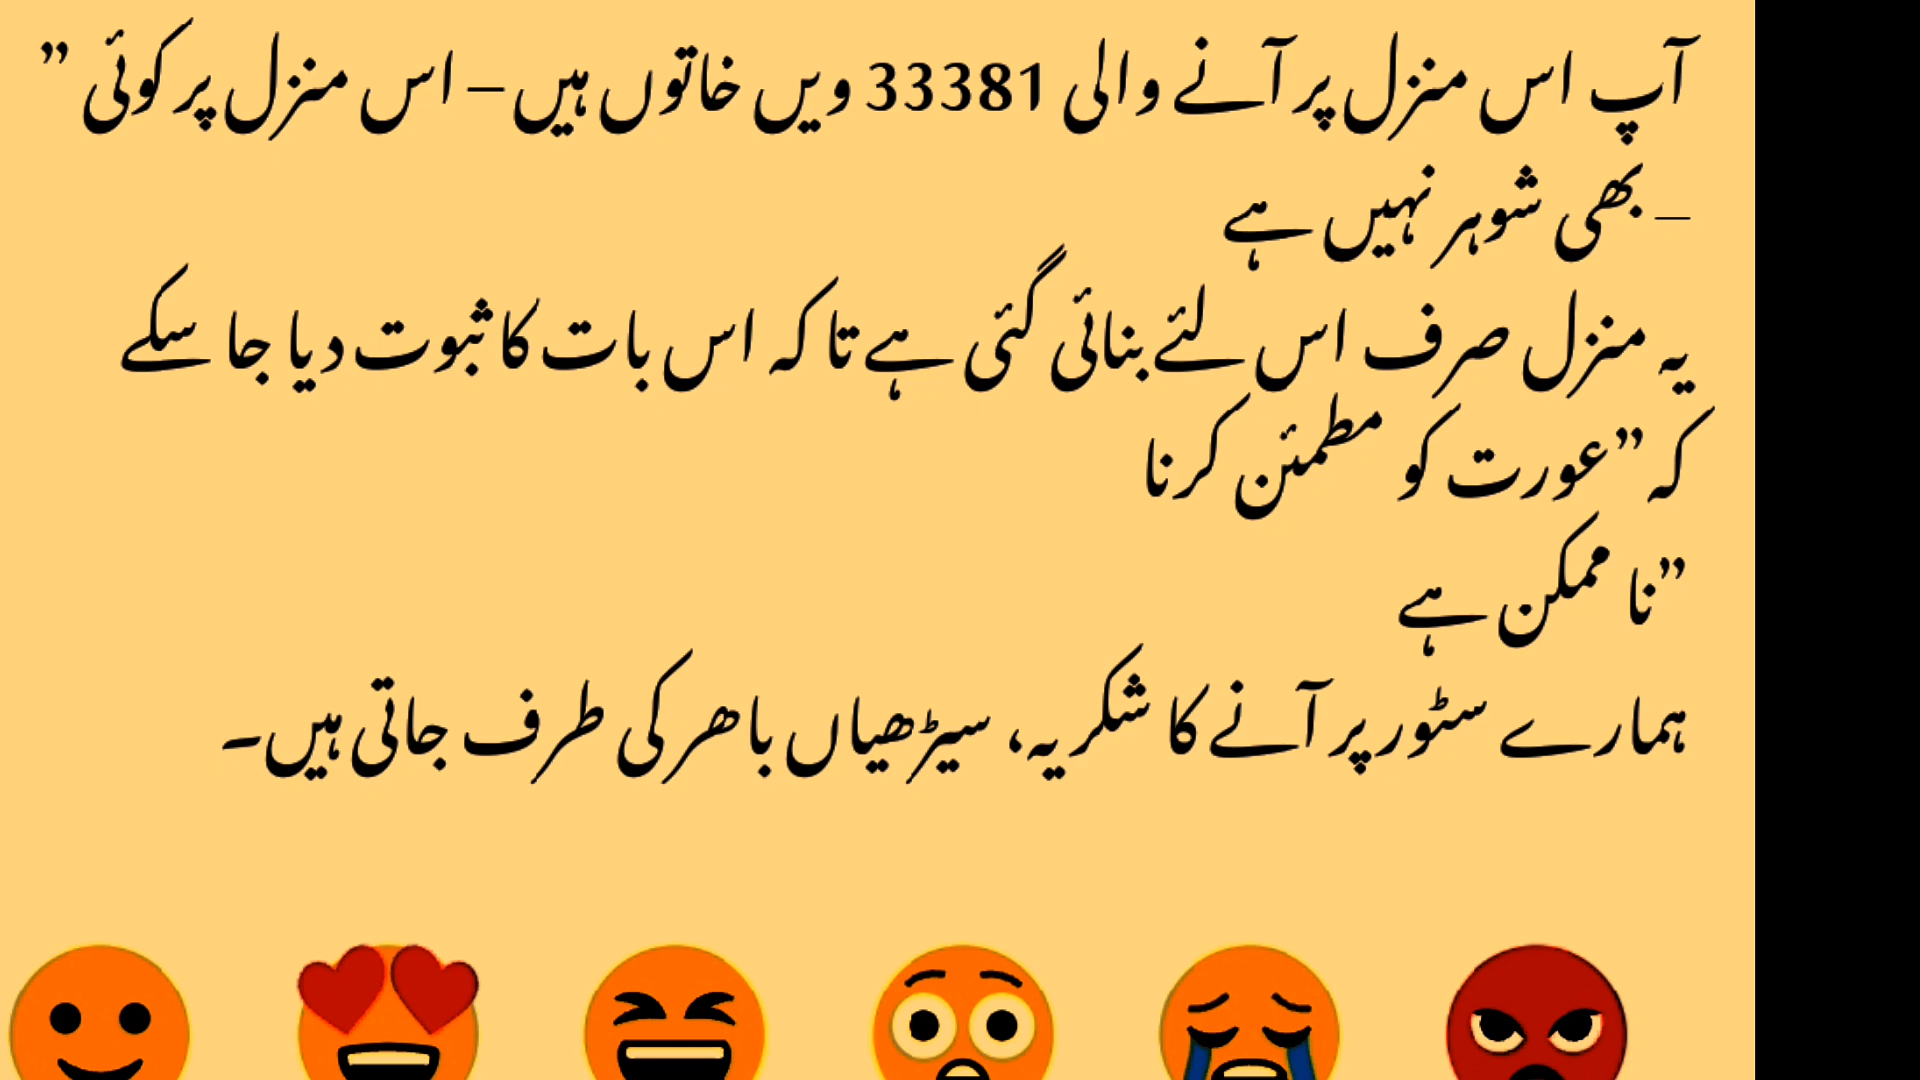 آپ اس منزل پر آنے والی 33381 ویں خاتوں ہیں – اس منزل پر کوئی ”
– بھی شوہر نہیں ہے
یہ منزل صرف اس لئے بنائی گئی ہے تا کہ اس بات کا ثبوت دیا جا سکے
کہ ”عورت کو مطمئن کرنا
”نا ممکن ہے
ہمارے سٹور پر آنے کا شکریہ، سیڑھیاں باھر کی طرف جاتی ہیں۔